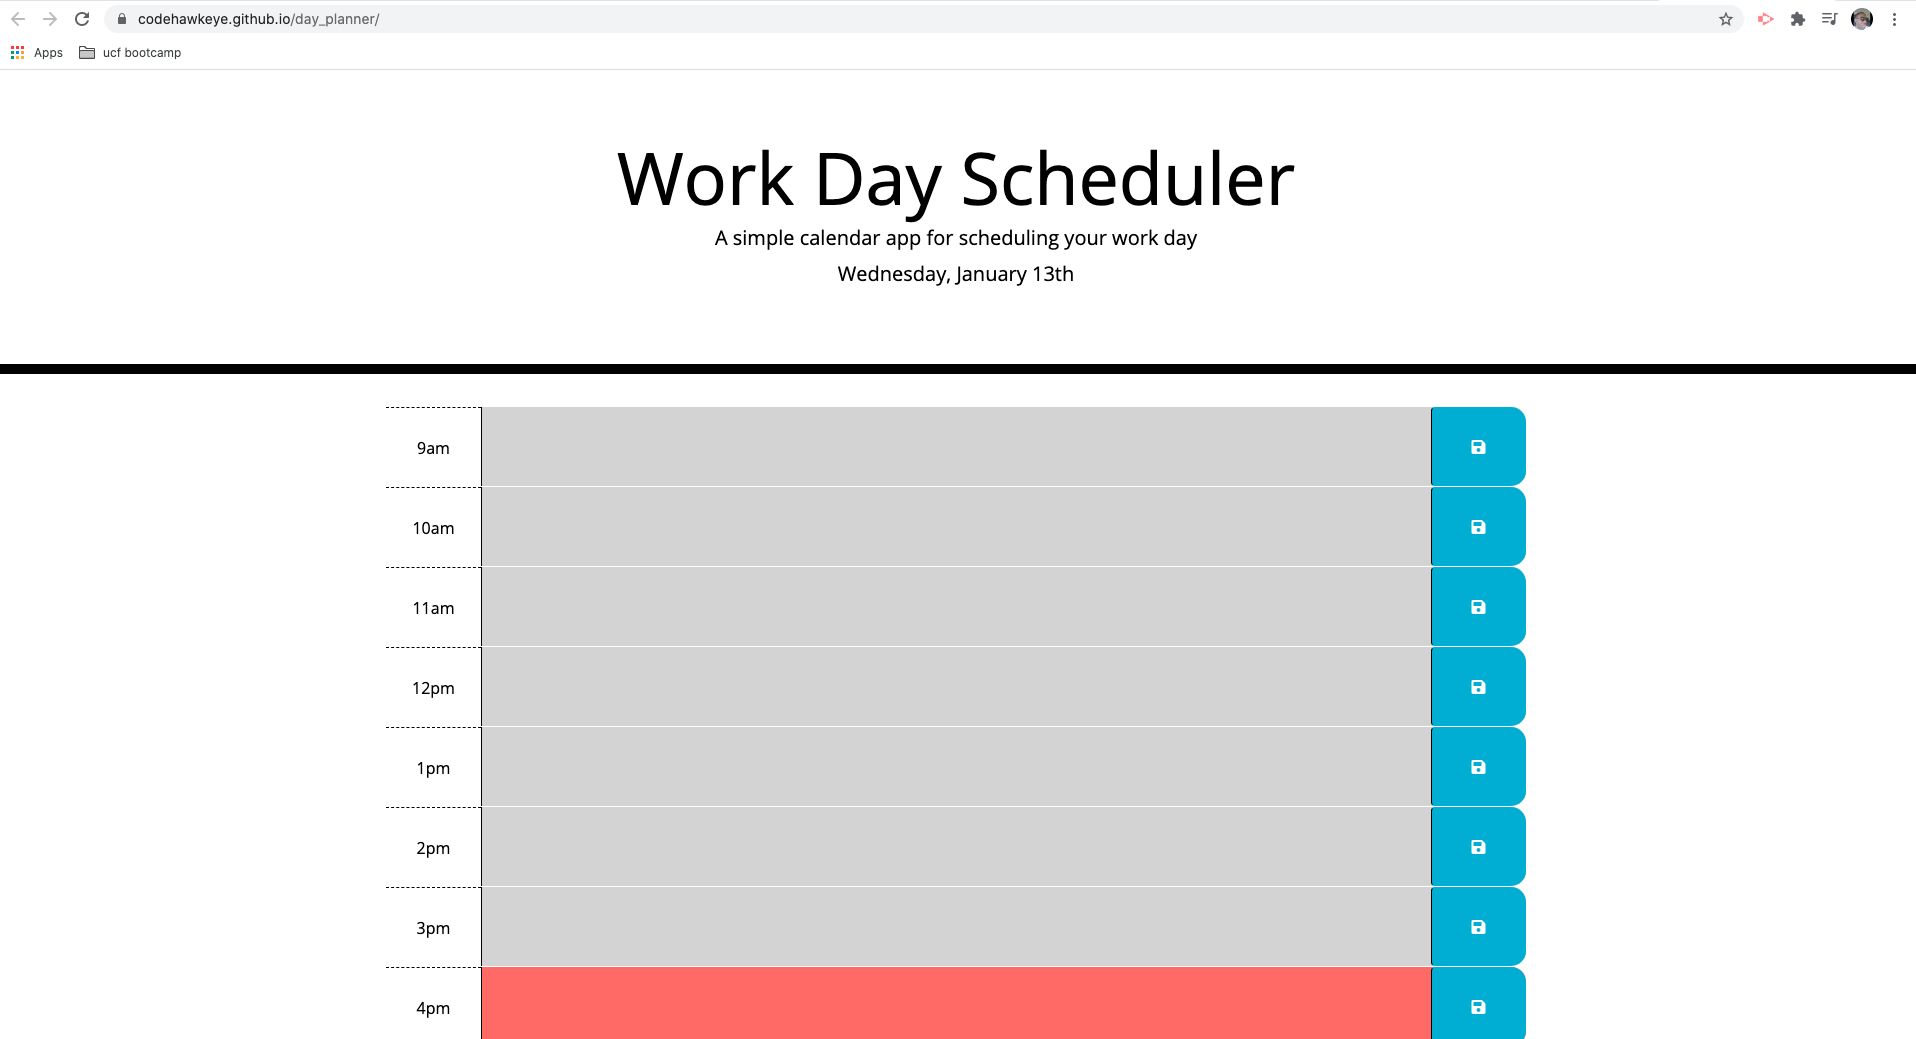 codehawkeye.github.io/day_planner/
Apps ucf bootcamp
Work Day Scheduler
A simple calendar app for scheduling your work day
Wednesday, January 13th
9am
10am
11am
12pm
1pm
2pm
3pm
4pm